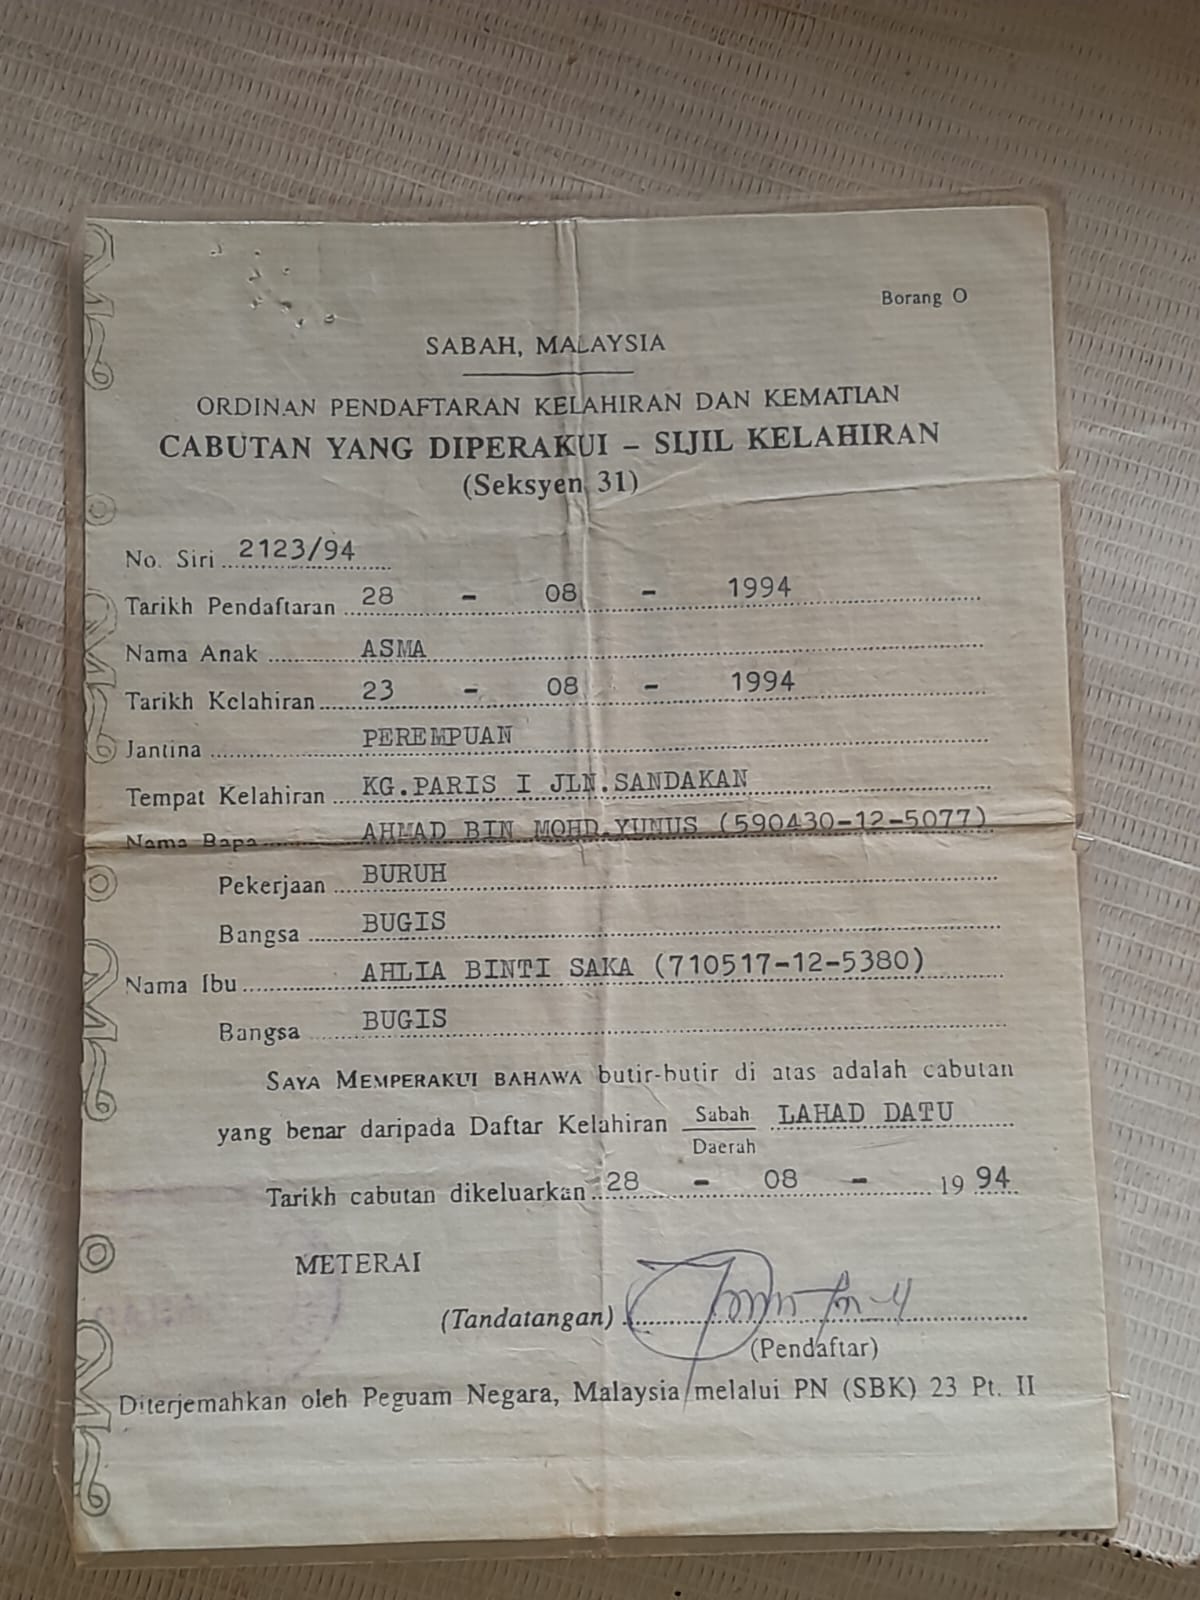 Borang O
SABAH, MALAYSIA
ORDINAN PENDAFTARAN KELAHIRAN DAN KEMATIAN
CABUTAN YANG DIPERAKUI – SIJIL KELAHIRAN
(Seksyen 31)
No. Siri 2123/94
Tarikh Pendaftaran 28 - 08 - 1994
Nama Anak ASMA
Tarikh Kelahiran 23 - 08 - 1994
Jantina PEREMPUAN
Tempat Kelahiran KG.PARIS I JLN.SANDAKAN
Nama Bapa AHMAD BIN MOHD.YUNUS (590430-12-5077)
Pekerjaan BURUH
Bangsa BUGIS
Nama Ibu AHLIA BINTI SAKA (710517-12-5380)
Bangsa BUGIS
SAYA MEMPERAKUI BAHAWA butir-butir di atas adalah cabutan
yang benar daripada Daftar Kelahiran Sabah LAHAD DATU
Daerah
Tarikh cabutan dikeluarkan 28 - 08 - 19 94
METERAI
(Tandatangan)
(Pendaftar)
Diterjemahkan oleh Peguam Negara, Malaysia melalui PN (SBK) 23 Pt. II